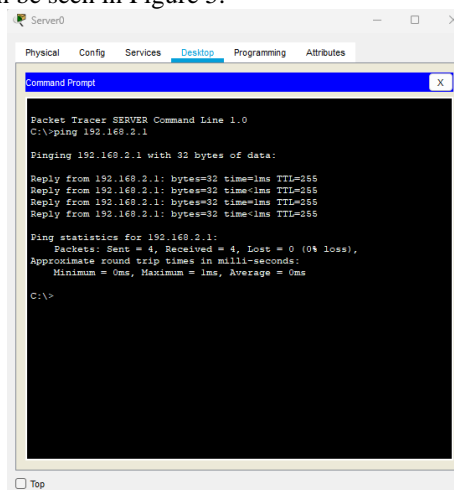 be seen in Figure 3.
Server0
Physical Config Services Desktop Programming Attributes
Command Prompt
X
Packet Tracer SERVER Command Line 1.0
C:\>ping 192.168.2.1
Pinging 192.168.2.1 with 32 bytes of data:
Reply from 192.168.2.1: bytes=32 time=1ms TTL=255
Reply from 192.168.2.1: bytes=32 time<1ms TTL=255
Reply from 192.168.2.1: bytes=32 time<1ms TTL=255
Reply from 192.168.2.1: bytes=32 time<1ms TTL=255
Ping statistics for 192.168.2.1:
Packets: Sent = 4, Received = 4, Lost = 0 (0% loss),
Approximate round trip times in milli-seconds:
Minimum = 0ms, Maximum = 1ms, Average = 0ms
C:\>
Top